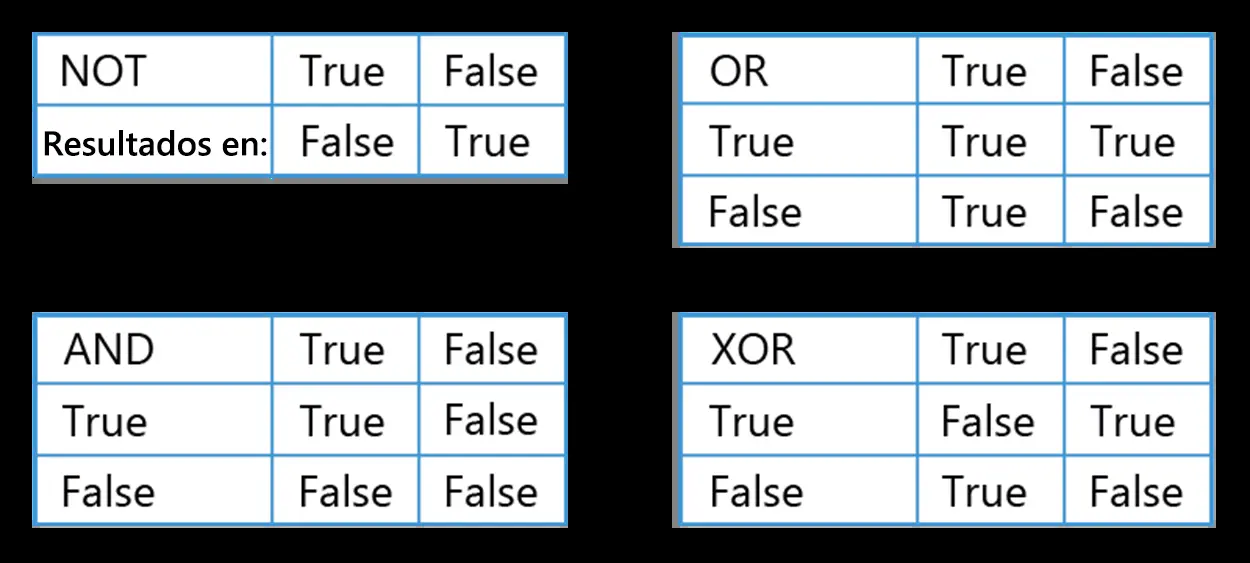 NOT True False
Resultados en: False True
OR True False
True True True
False True False
AND True False
True True False
False False False
XOR True False
True False True
False True False